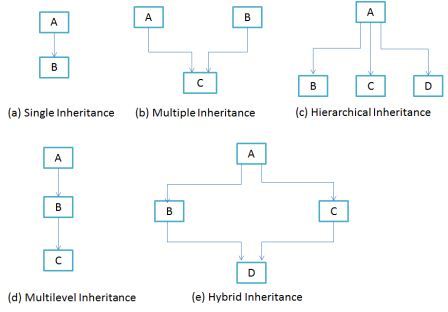 A
B
(a) Single Inheritance
A B
C
(b) Multiple Inheritance
A
B C D
(c) Hierarchical Inheritance
A
B
C
(d) Multilevel Inheritance
A
B C
D
(e) Hybrid Inheritance